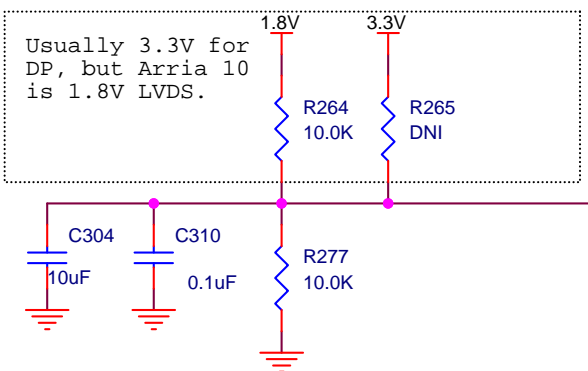 1.8V 3.3V
Usually 3.3V for
DP, but Arria 10
is 1.8V LVDS.
R264 R265
10.0K DNI
C304 C310
10uF 0.1uF
R277
10.0K